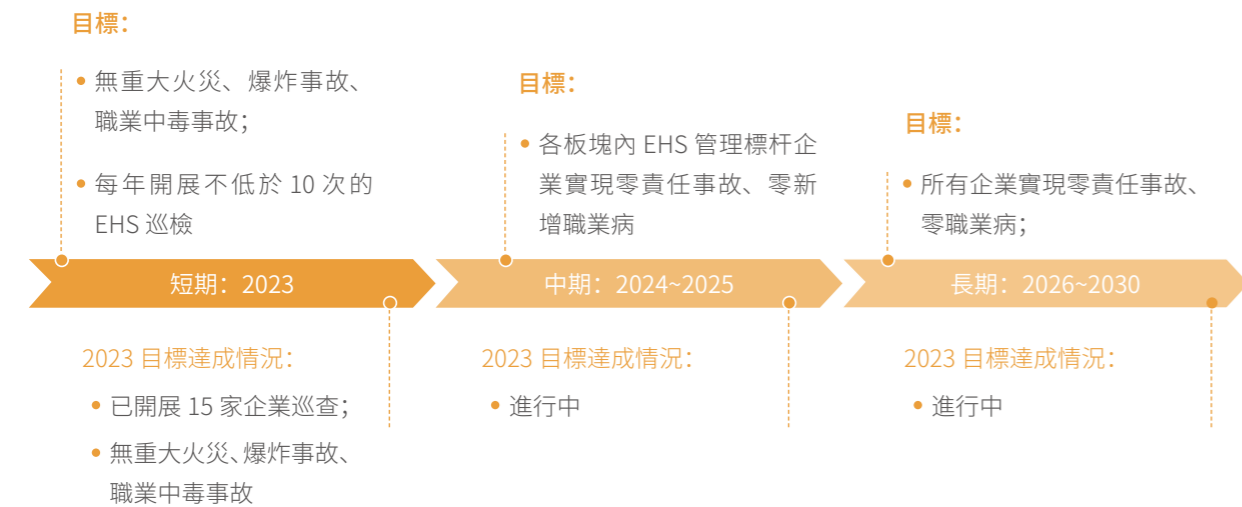 目標：
• 無重大火災、爆炸事故、
職業中毒事故；
• 每年開展不低於 10 次的
EHS 巡檢
短期：2023
2023 目標達成情況：
• 已開展 15 家企業巡查；
• 無重大火災、爆炸事故、
職業中毒事故
目標：
• 各板塊內 EHS 管理標杆企
業實現零責任事故、零新
增職業病
中期：2024~2025
2023 目標達成情況：
• 進行中
目標：
• 所有企業實現零責任事故、
零職業病；
長期：2026~2030
2023 目標達成情況：
• 進行中